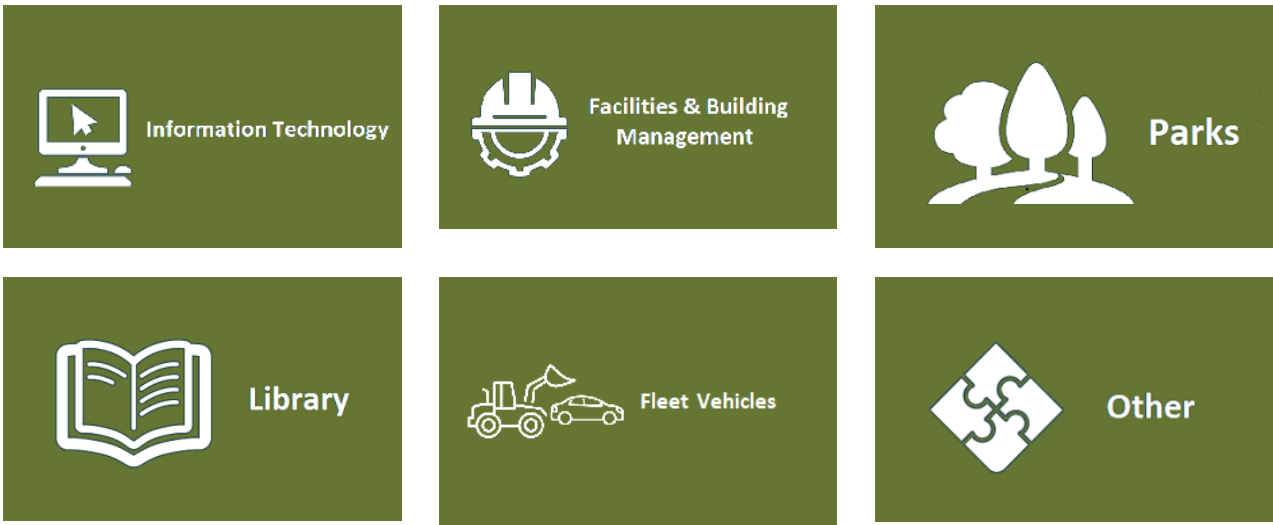 Information Technology
Facilities & Building
Management
Parks
Library
Fleet Vehicles
Other